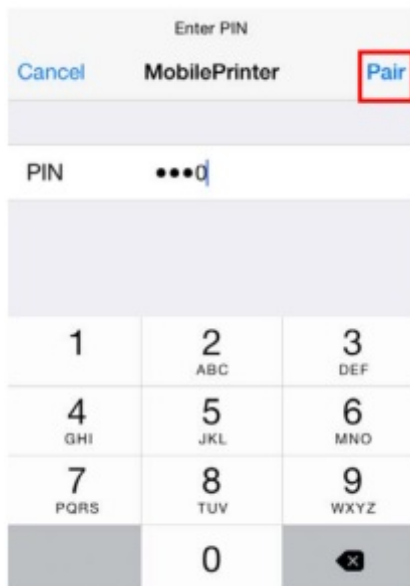 Enter PIN
Cancel MobilePrinter Pair
PIN •••0
1 2 3
ABC DEF
4 5 6
GHI JKL MNO
7 8 9
PQRS TUV WXYZ
0